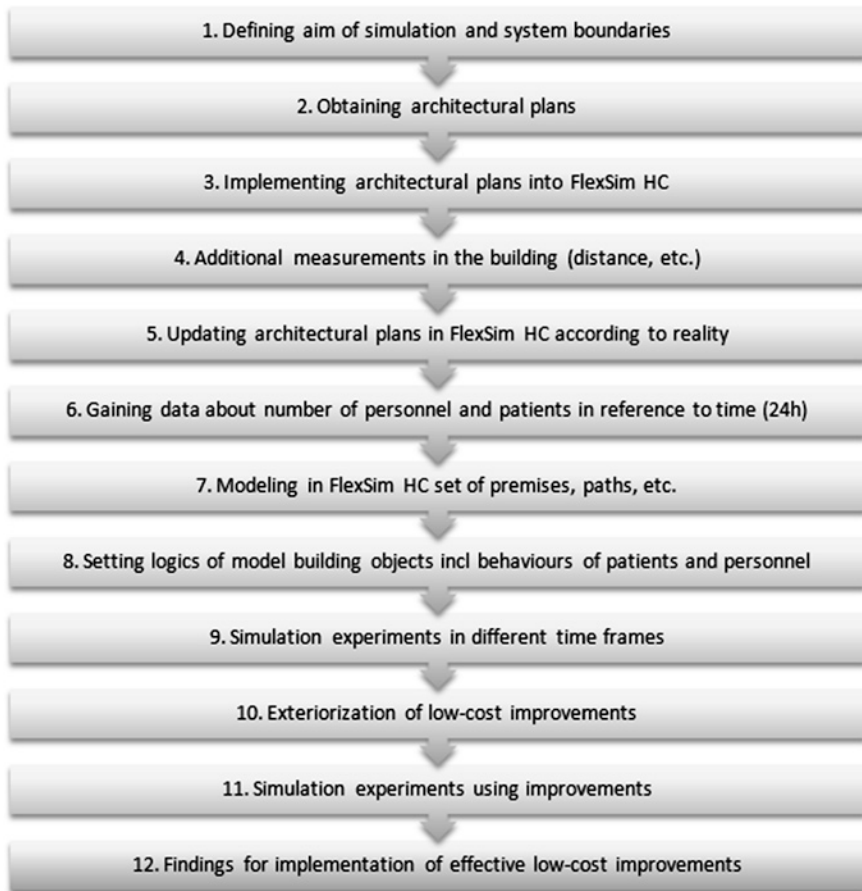 1. Defining aim of simulation and system boundaries
2. Obtaining architectural plans
3. Implementing architectural plans into FlexSim HC
4. Additional measurements in the building (distance, etc.)
5. Updating architectural plans in FlexSim HC according to reality
6. Gaining data about number of personnel and patients in reference to time (24h)
7. Modeling in FlexSim HC set of premises, paths, etc.
8. Setting logics of model building objects incl behaviours of patients and personnel
9. Simulation experiments in different time frames
10. Exteriorization of low-cost improvements
11. Simulation experiments using improvements
12. Findings for implementation of effective low-cost improvements